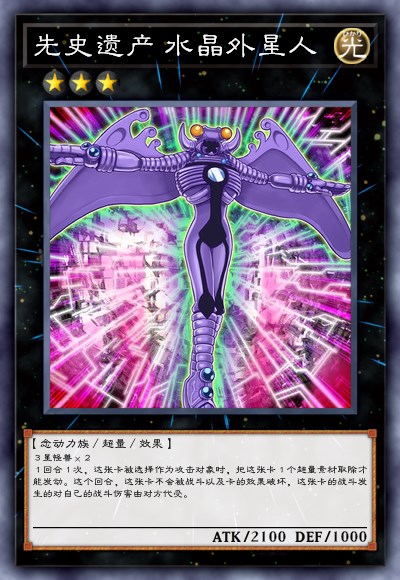 先史遗产 水晶外星人
光
ひかり
【念动力族／超量／效果】
３星怪兽×２
１回合１次，这张卡被选择作为攻击对象时，把这张卡１个超量素材取除才
能发动。这个回合，这张卡不会被战斗以及卡的效果破坏，这张卡的战斗发
生的对自己的战斗伤害由对方代受。
ATK/2100 DEF/1000